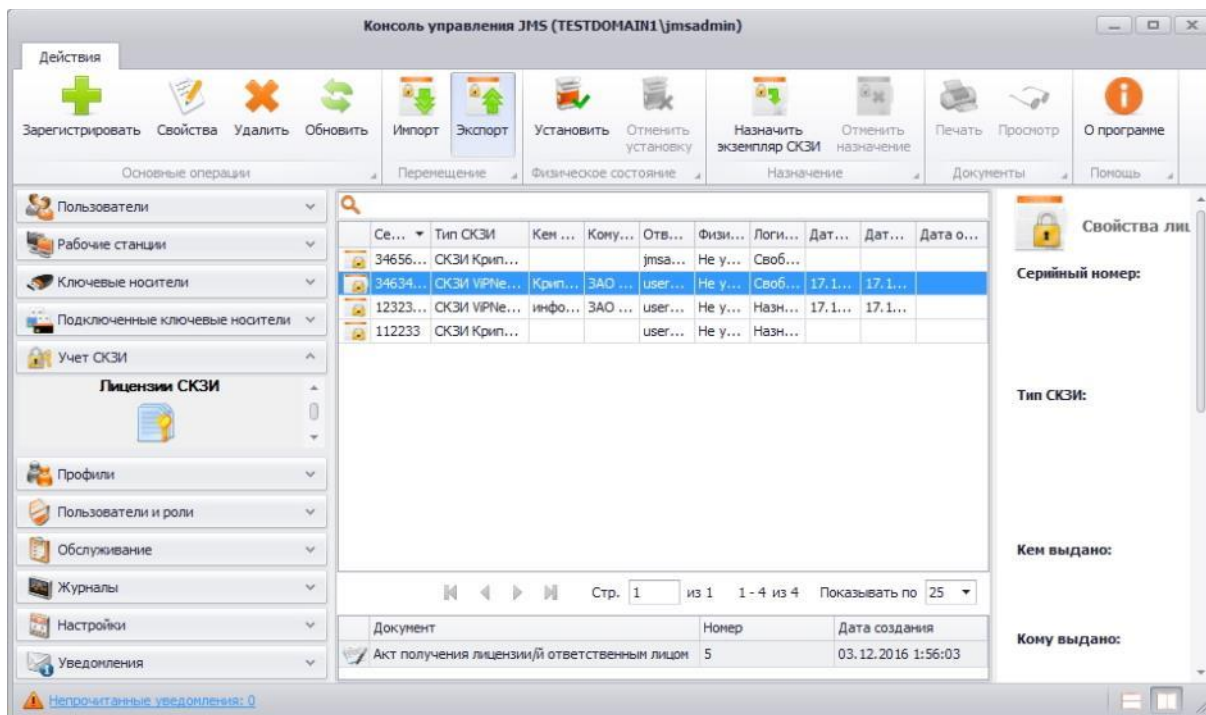 Консоль управления JMS (TESTDOMAIN1\jmsadmin)
Действия
Зарегистрировать Свойства Удалить Обновить Импорт Экспорт Установить Отменить установку Назначить экземпляр СКЗИ Отменить назначение Печать Просмотр О программе
Основные операции Перемещение Физическое состояние Назначение Документы Помощь
Пользователи
Рабочие станции
Ключевые носители
Подключенные ключевые носители
Учет СКЗИ
Лицензии СКЗИ
Профили
Пользователи и роли
Обслуживание
Журналы
Настройки
Уведомления
Се... Тип СКЗИ Кем ... Кому... Отв... Физи... Логи... Дат... Дат... Дата о...
34656... СКЗИ Крип... jmsa... Не у... Своб...
34634... СКЗИ ViPNe... Крип... ЗАО ... user... Не у... Своб... 17.1... 17.1...
12323... СКЗИ ViPNe... инфо... ЗАО ... user... Не у... Назн... 17.1... 17.1...
112233 СКЗИ Крип... user... Не у... Назн...
Стр. 1 из 1 1 - 4 из 4 Показывать по 25
Документ Номер Дата создания
Акт получения лицензии/й ответственным лицом 5 03.12.2016 1:56:03
Свойства лиц
Серийный номер:
Тип СКЗИ:
Кем выдано:
Кому выдано:
Непрочитанные уведомления: 0